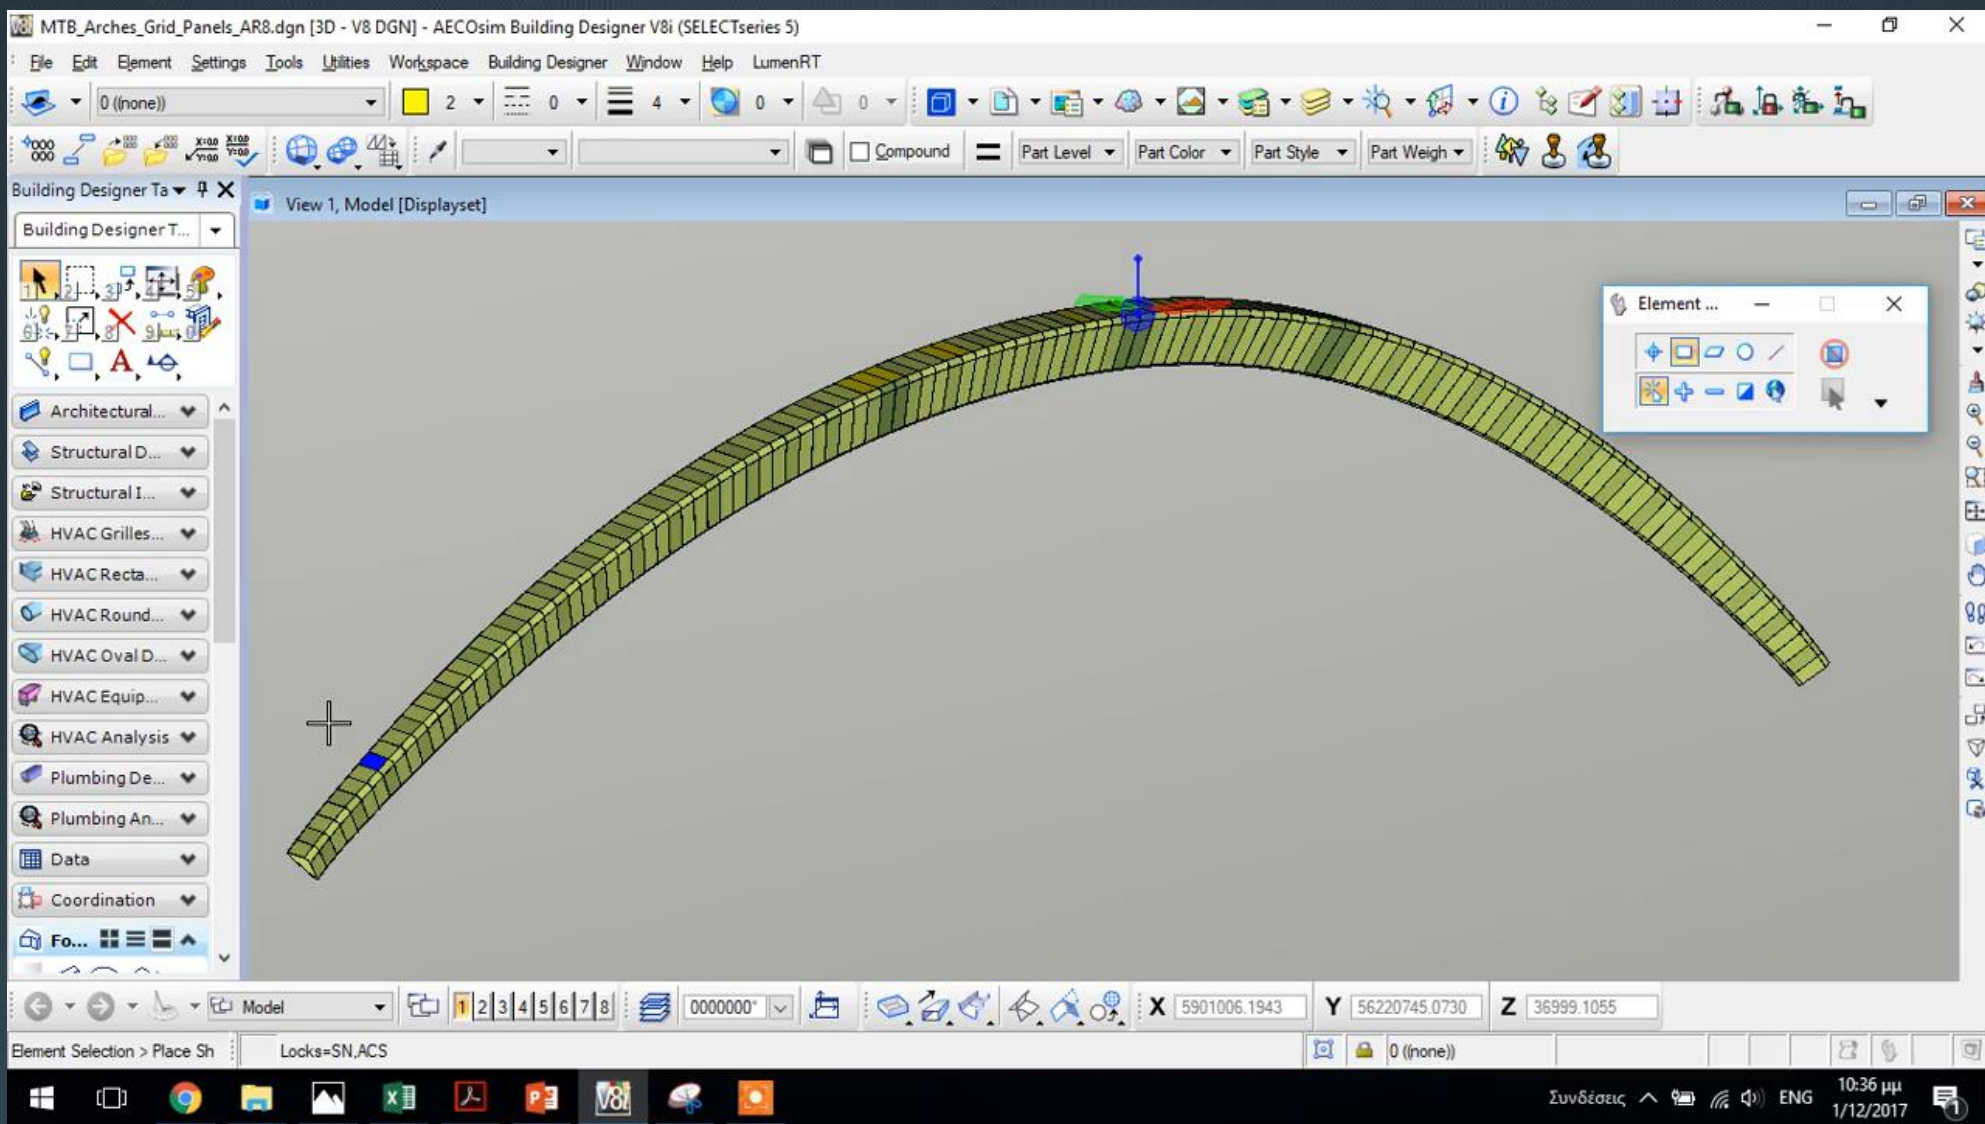 MTB_Arches_Grid_Panels_AR8.dgn [3D - V8 DGN] - AECOsim Building Designer V8i (SELECTseries 5)
File Edit Element Settings Tools Utilities Workspace Building Designer Window Help LumenRT
0 ((none)) 2 0 4 0 0
Compound Part Level Part Color Part Style Part Weigh
Building Designer Ta
View 1, Model [Displayset]
Building Designer T...
Element ...
Architectural...
Structural D...
Structural I...
HVAC Grilles...
HVAC Recta...
HVAC Round...
HVAC Oval D...
HVAC Equip...
HVAC Analysis
Plumbing De...
Plumbing An...
Data
Coordination
Fo...
Model 1 2 3 4 5 6 7 8 0000000° X 5901006.1943 Y 56220745.0730 Z 36999.1055
Element Selection > Place Sh Locks=SN,ACS 0 ((none))
Συνδέσεις ENG 10:36 μμ
1/12/2017